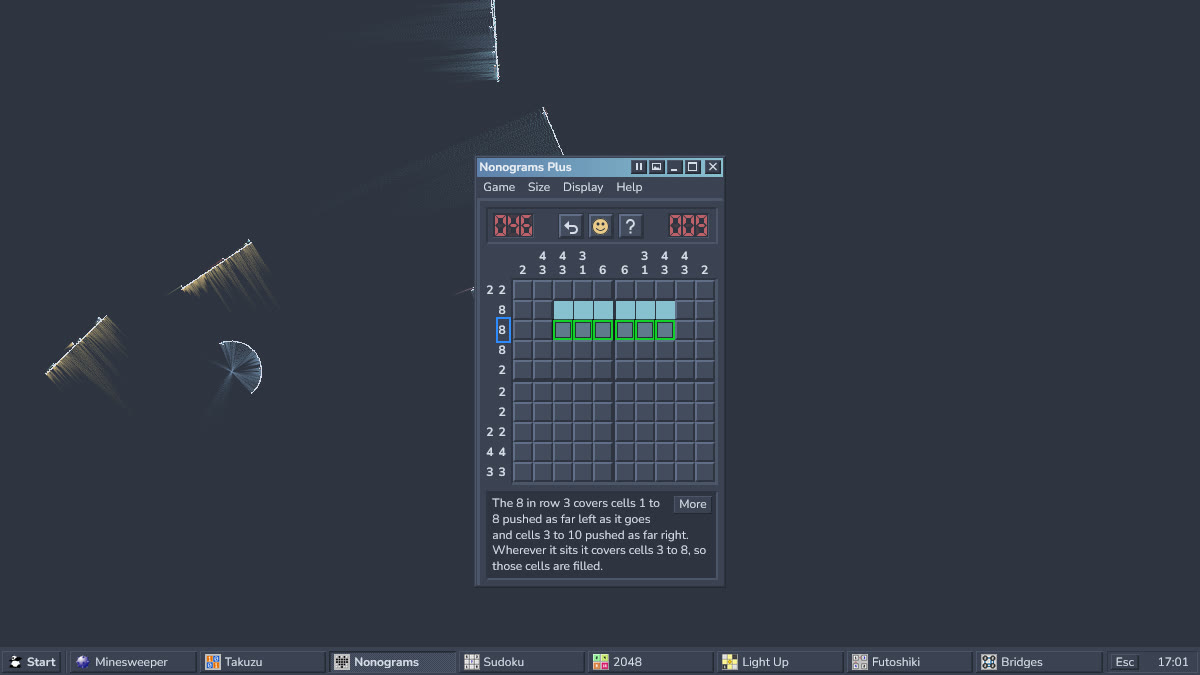 Nonograms Plus
Game Size Display Help
046 009
4 4 3 3 4 4
2 3 3 1 6 6 1 3 3 2
2 2
8
8
8
2
2
2
2 2
4 4
3 3
The 8 in row 3 covers cells 1 to More
8 pushed as far left as it goes
and cells 3 to 10 pushed as far right.
Wherever it sits it covers cells 3 to 8, so
those cells are filled.
Start Minesweeper Takuzu Nonograms Sudoku 2048 Light Up Futoshiki Bridges Esc 17:01